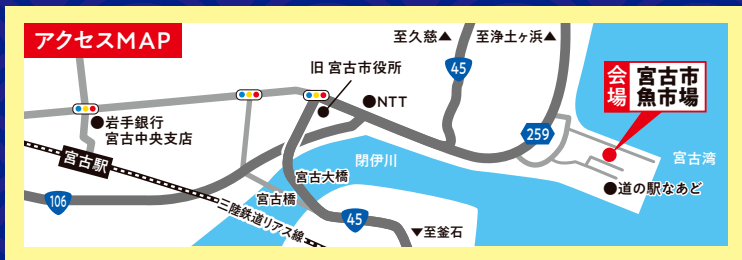 アクセスMAP
至久慈▲
至浄土ヶ浜▲
旧 宮古市役所
45
会場
宮古市
魚市場
●NTT
●岩手銀行
宮古中央支店
259
宮古駅
閉伊川
宮古湾
宮古大橋
●道の駅なあど
106
宮古橋
三陸鉄道リアス線
45
▼至釜石